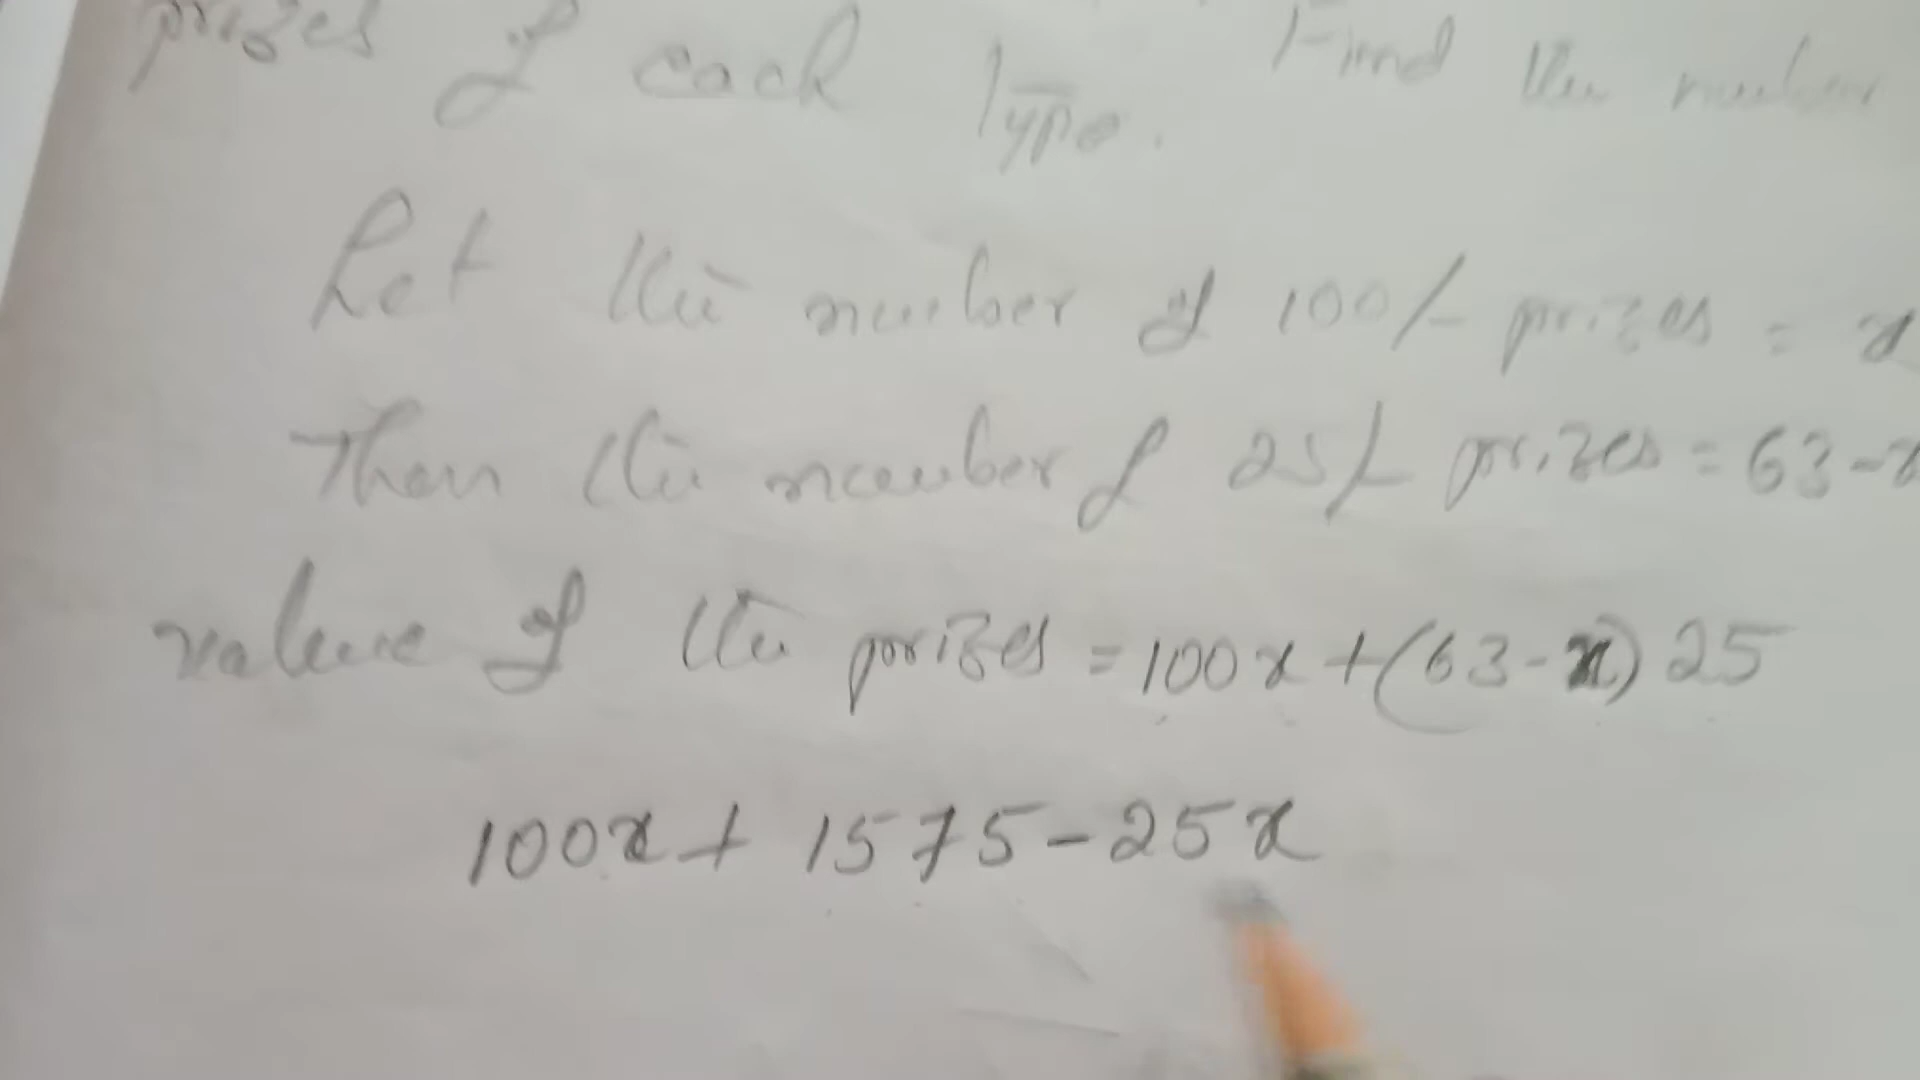 prizes of each type. Find the number
Let the number of 100/- prizes = x
Then the number of 25/- prizes = 63-x
value of the prizes = 100x + (63-x) 25
100x + 1575 - 25x